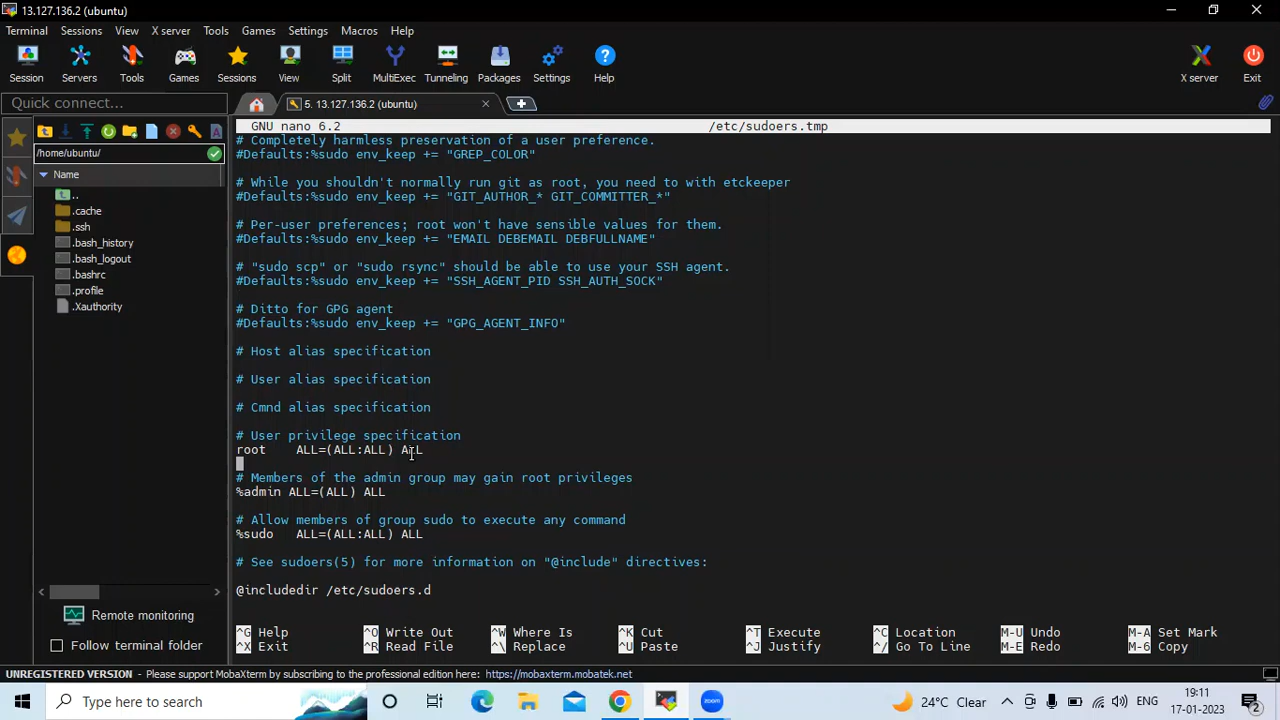 13.127.136.2 (ubuntu)
Terminal Sessions View X server Tools Games Settings Macros Help
Session Servers Tools Games Sessions View Split MultiExec Tunneling Packages Settings Help X server Exit
Quick connect...
5. 13.127.136.2 (ubuntu)
/home/ubuntu/
Name
..
.cache
.ssh
.bash_history
.bash_logout
.bashrc
.profile
.Xauthority
Remote monitoring
Follow terminal folder
GNU nano 6.2 /etc/sudoers.tmp
# Completely harmless preservation of a user preference.
#Defaults:%sudo env_keep += "GREP_COLOR"
# While you shouldn't normally run git as root, you need to with etckeeper
#Defaults:%sudo env_keep += "GIT_AUTHOR_* GIT_COMMITTER_*"
# Per-user preferences; root won't have sensible values for them.
#Defaults:%sudo env_keep += "EMAIL DEBEMAIL DEBFULLNAME"
# "sudo scp" or "sudo rsync" should be able to use your SSH agent.
#Defaults:%sudo env_keep += "SSH_AGENT_PID SSH_AUTH_SOCK"
# Ditto for GPG agent
#Defaults:%sudo env_keep += "GPG_AGENT_INFO"
# Host alias specification
# User alias specification
# Cmnd alias specification
# User privilege specification
root ALL=(ALL:ALL) ALL
# Members of the admin group may gain root privileges
%admin ALL=(ALL) ALL
# Allow members of group sudo to execute any command
%sudo ALL=(ALL:ALL) ALL
# See sudoers(5) for more information on "@include" directives:
@includedir /etc/sudoers.d
^G Help ^O Write Out ^W Where Is ^K Cut ^T Execute ^C Location M-U Undo M-A Set Mark
^X Exit ^R Read File ^\ Replace ^U Paste ^J Justify ^/ Go To Line M-E Redo M-6 Copy
UNREGISTERED VERSION - Please support MobaXterm by subscribing to the professional edition here: https://mobaxterm.mobatek.net
Type here to search
24°C Clear
ENG
19:11
17-01-2023
2